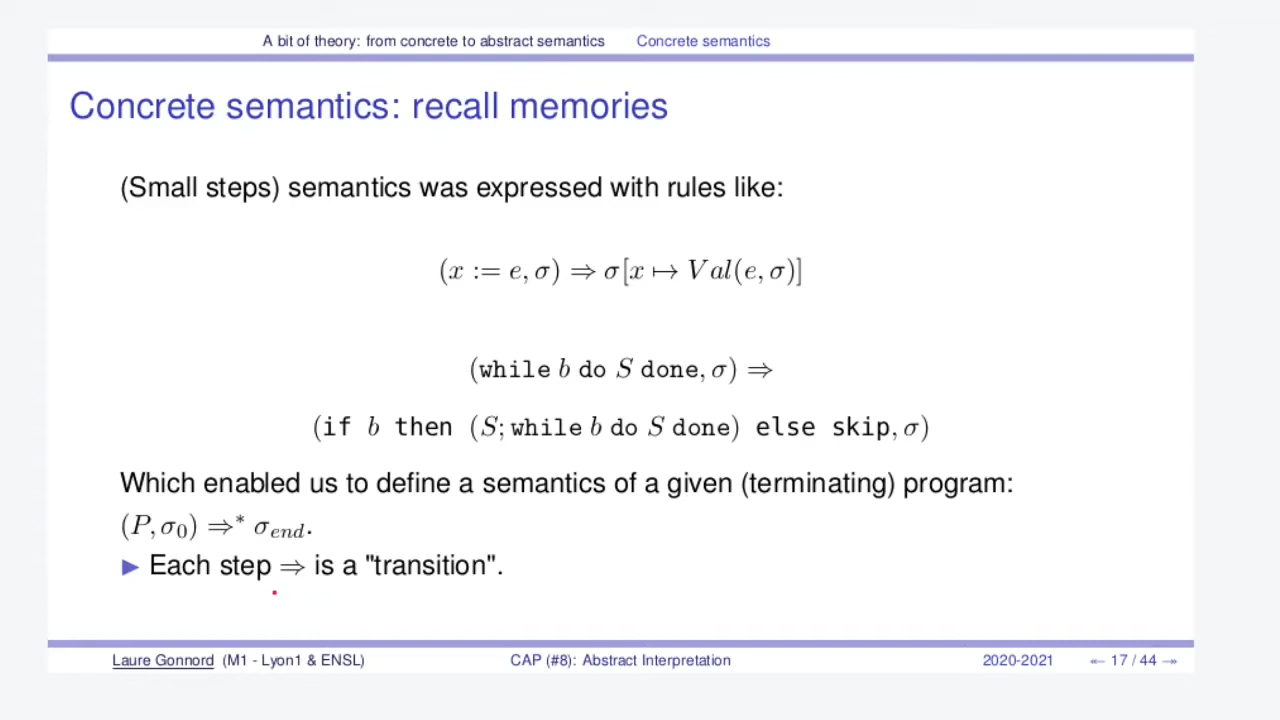 A bit of theory: from concrete to abstract semantics Concrete semantics
Concrete semantics: recall memories
(Small steps) semantics was expressed with rules like:
(x := e, σ) ⇒ σ[x ↦ Val(e, σ)]
(while b do S done, σ) ⇒
(if b then (S; while b do S done) else skip, σ)
Which enabled us to define a semantics of a given (terminating) program:
(P, σ₀) ⇒* σ_end.
▶ Each step ⇒ is a "transition".
Laure Gonnord (M1 - Lyon1 & ENSL) CAP (#8): Abstract Interpretation 2020-2021 ↞ 17 / 44 ↠